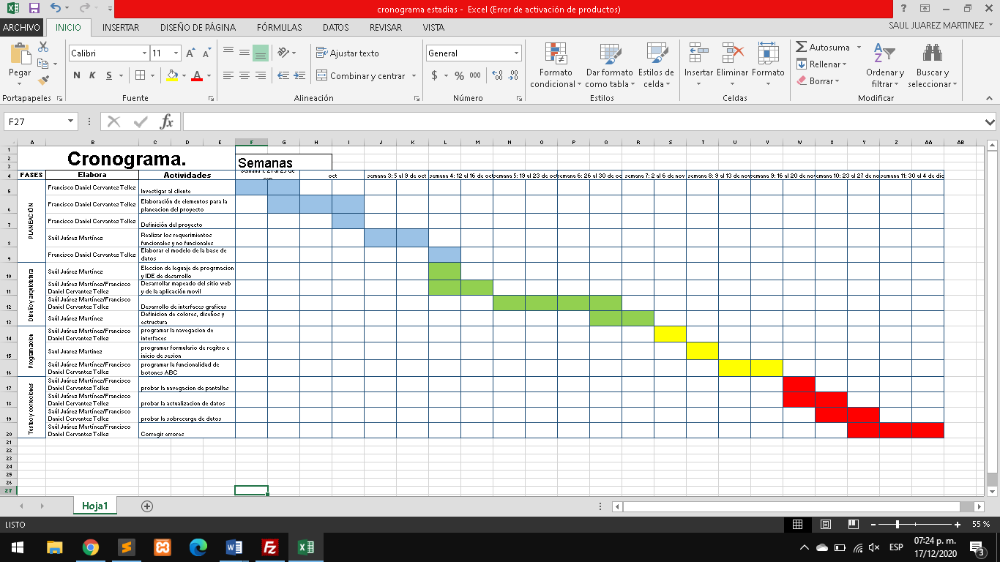 cronograma estadias - Excel (Error de activación de productos)
ARCHIVO INICIO INSERTAR DISEÑO DE PÁGINA FÓRMULAS DATOS REVISAR VISTA SAUL JUAREZ MARTINEZ
Pegar
Portapapeles
Calibri 11
N K S
Fuente
Ajustar texto
Combinar y centrar
Alineación
General
$ % 000
Número
Formato condicional
Dar formato como tabla
Estilos de celda
Estilos
Insertar Eliminar Formato
Celdas
Autosuma
Rellenar
Borrar
Ordenar y filtrar
Buscar y seleccionar
Modificar
F27
fx
A B C D E F G H I J K L M N O P Q R S T U V W X Y Z AA AB
1
2
3
4
5
6
7
8
9
10
11
12
13
14
15
16
17
18
19
20
21
22
23
24
25
26
27
Cronograma.
Semanas
FASES Elabora Actividades oct semana 3: 5 al 9 de oct semana 4: 12 al 16 de oct semana 5: 19 al 23 de oct semana 6: 26 al 30 de oct semana 7: 2 al 6 de nov semana 8: 9 al 13 de nov semana 9: 16 al 20 de nov semana 10: 23 al 27 de nov semana 11: 30 al 4 de dic
PLANEACIÓN
Francisco Daniel Cervantez Tellez Investigar al cliente
Francisco Daniel Cervantez Tellez Elaboración de elementos para la
planeacion del proyecto
Francisco Daniel Cervantez Tellez Definición del proyecto
Saúl Juárez Martínez Realizar los requerimientos
funcionales y no funcionales
Francisco Daniel Cervantez Tellez Elaborar el modelo de la base de
datos
Diseño y arquictetura
Saúl Juárez Martínez Eleccion de leguaje de progrmacion
y IDE de desarrollo
Saúl Juárez Martínez/Francisco Desarrollar mapeado del sitio web
Daniel Cervantez Tellez y de la aplicación movil
Saúl Juárez Martínez/Francisco
Daniel Cervantez Tellez Desarrollo de interfaces graficas
Saúl Juárez Martínez Definicion de colores, diseños y
estructura
Programacion
Saúl Juárez Martínez/Francisco programar la navegacion de
Daniel Cervantez Tellez interfaces
Saul Juarez Martinez programar formulario de regitro e
inicio de sesion
Saúl Juárez Martínez/Francisco programar la funcionalidad de
Daniel Cervantez Tellez botones ABC
Testeo y correciones
Saúl Juárez Martínez/Francisco
Daniel Cervantez Tellez probar la navegacion de pantallas
Saúl Juárez Martínez/Francisco
Daniel Cervantez Tellez probar la actualizacion de datos
Saúl Juárez Martínez/Francisco
Daniel Cervantez Tellez probar la sobrecarga de datos
Saúl Juárez Martínez/Francisco
Daniel Cervantez Tellez Corregir errores
Hoja1
LISTO
55 %
ESP
07:24 p. m.
17/12/2020
3